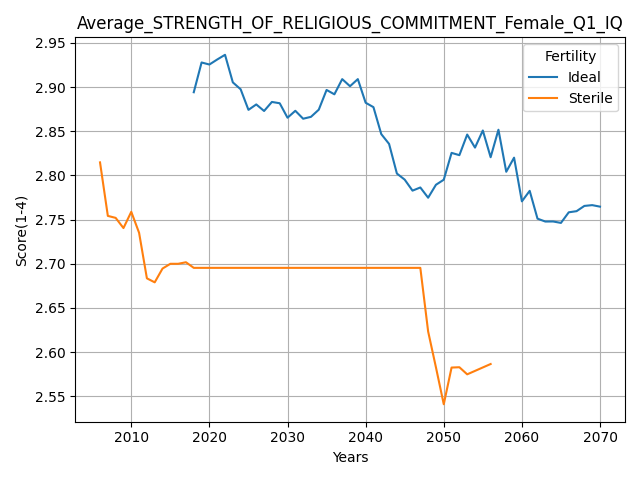 Average_STRENGTH_OF_RELIGIOUS_COMMITMENT_Female_Q1_IQ
Fertility
Ideal
Sterile
Score(1-4)
2.95
2.90
2.85
2.80
2.75
2.70
2.65
2.60
2.55
2010
2020
2030
2040
2050
2060
2070
Years